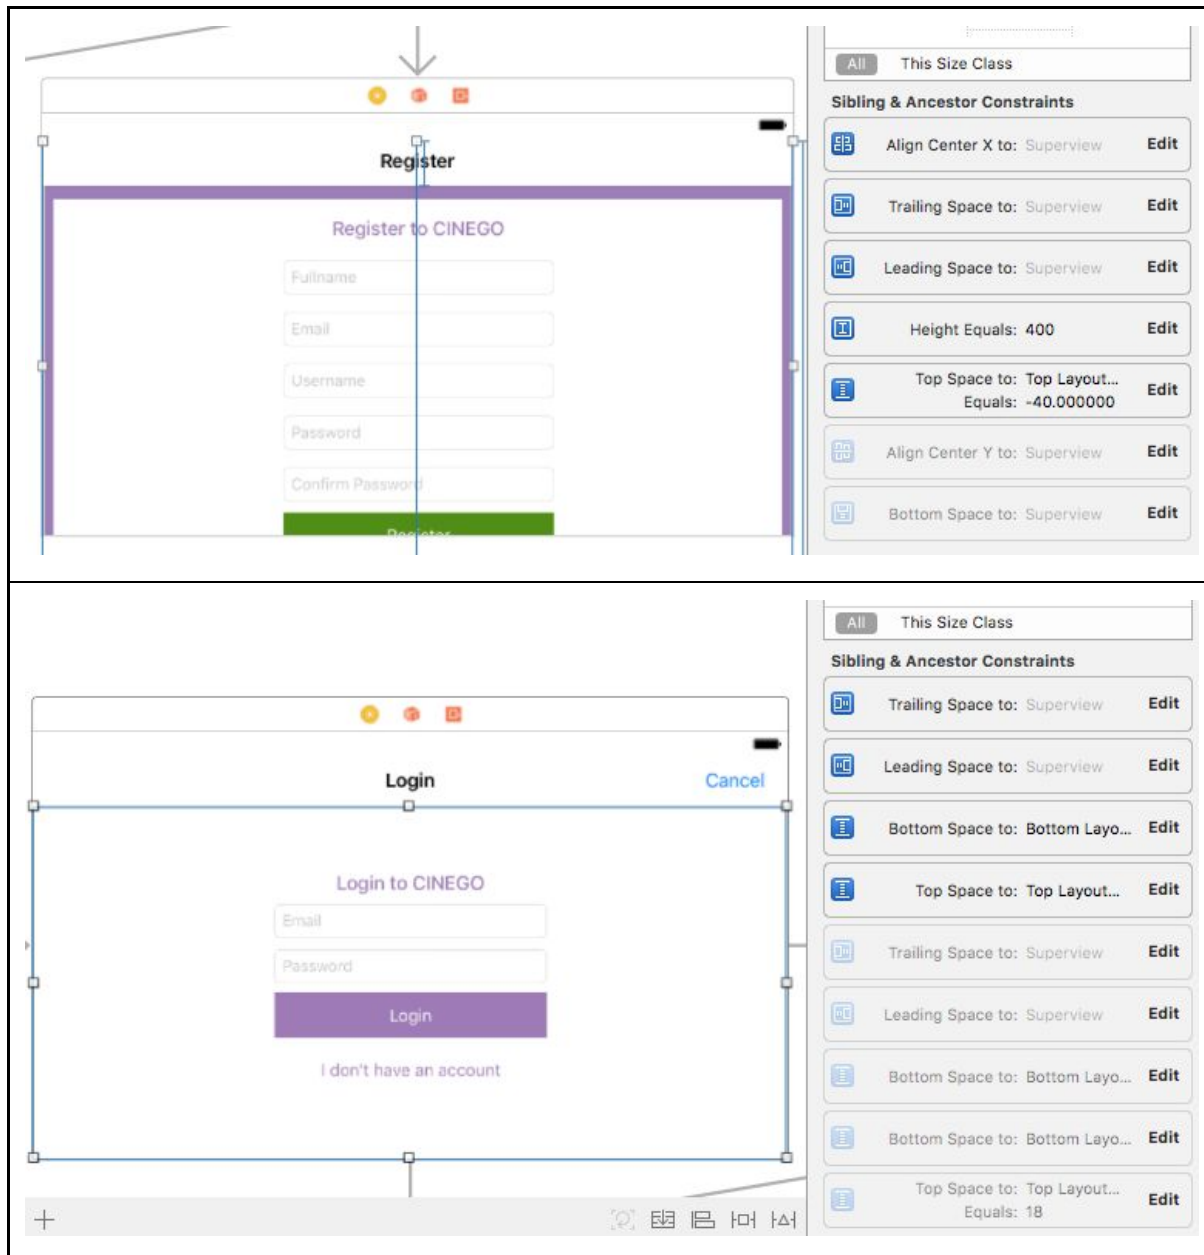 All This Size Class
Sibling & Ancestor Constraints
Register
Align Center X to: Superview Edit
Trailing Space to: Superview Edit
Register to CINEGO
Leading Space to: Superview Edit
Fullname
Email
Height Equals: 400 Edit
Username
Top Space to: Top Layout...
Equals: -40.000000 Edit
Password
Align Center Y to: Superview Edit
Confirm Password
Bottom Space to: Superview Edit
Register
All This Size Class
Sibling & Ancestor Constraints
Trailing Space to: Superview Edit
Login Cancel
Leading Space to: Superview Edit
Bottom Space to: Bottom Layo... Edit
Login to CINEGO
Top Space to: Top Layout... Edit
Email
Password
Trailing Space to: Superview Edit
Login
Leading Space to: Superview Edit
I don't have an account
Bottom Space to: Bottom Layo... Edit
Bottom Space to: Bottom Layo... Edit
Top Space to: Top Layout...
Equals: 18 Edit